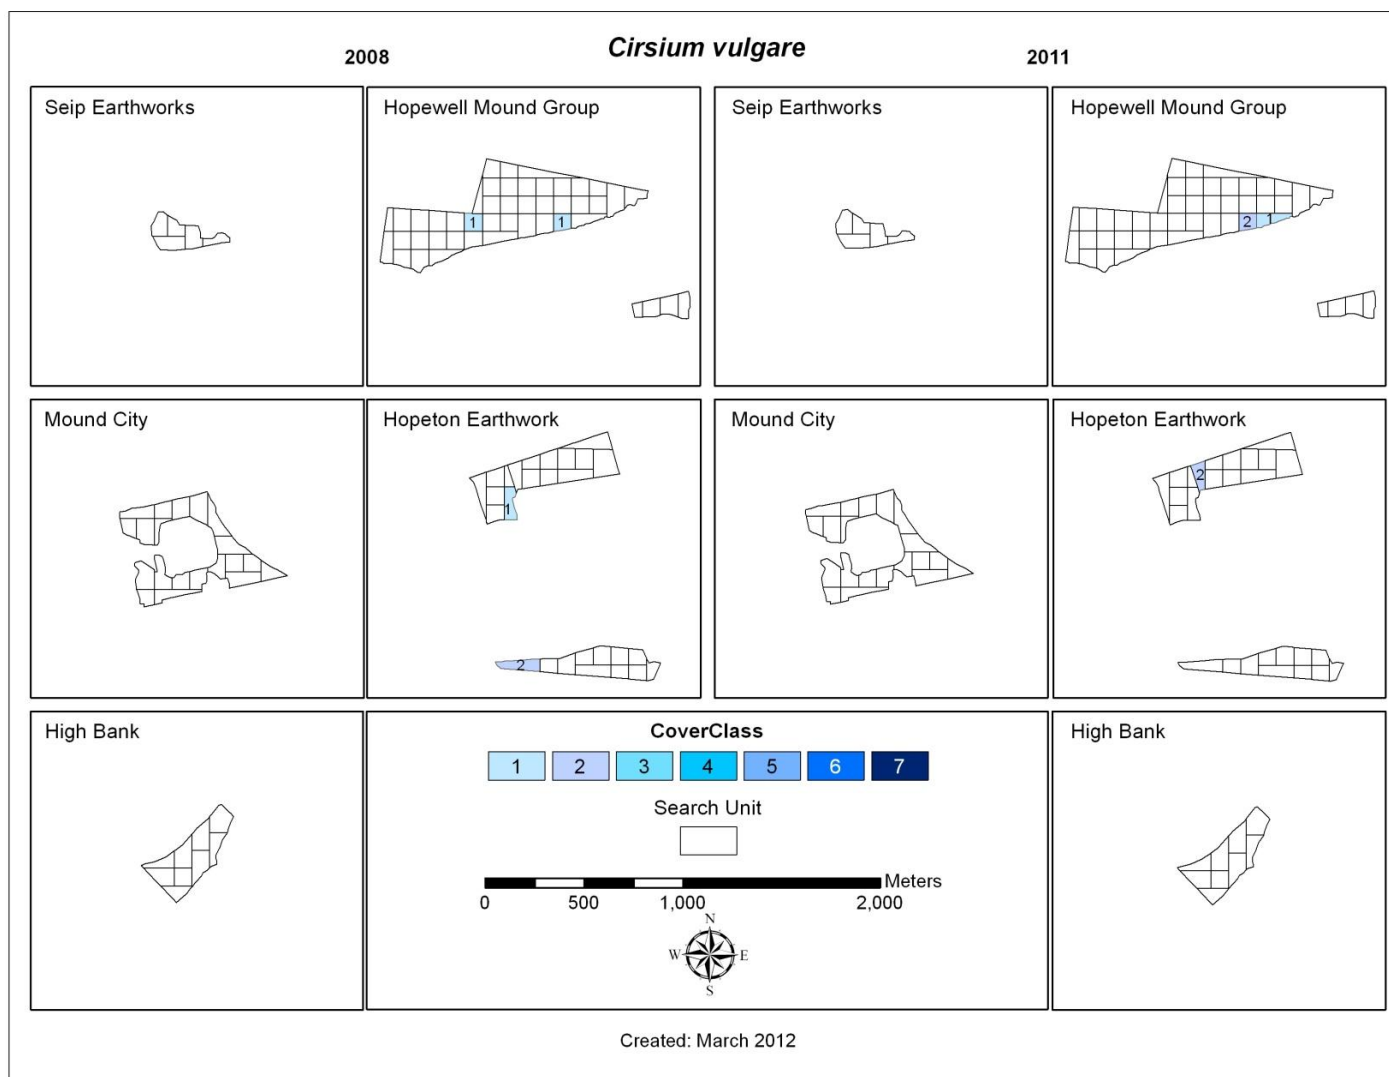 Cirsium vulgare
2008
2011
Seip Earthworks
Hopewell Mound Group
Seip Earthworks
Hopewell Mound Group
1
1
2
1
Mound City
Hopeton Earthwork
Mound City
Hopeton Earthwork
1
2
2
High Bank
CoverClass
High Bank
1 2 3 4 5 6 7
Search Unit
Meters
0 500 1,000 2,000
N
W E
S
Created: March 2012